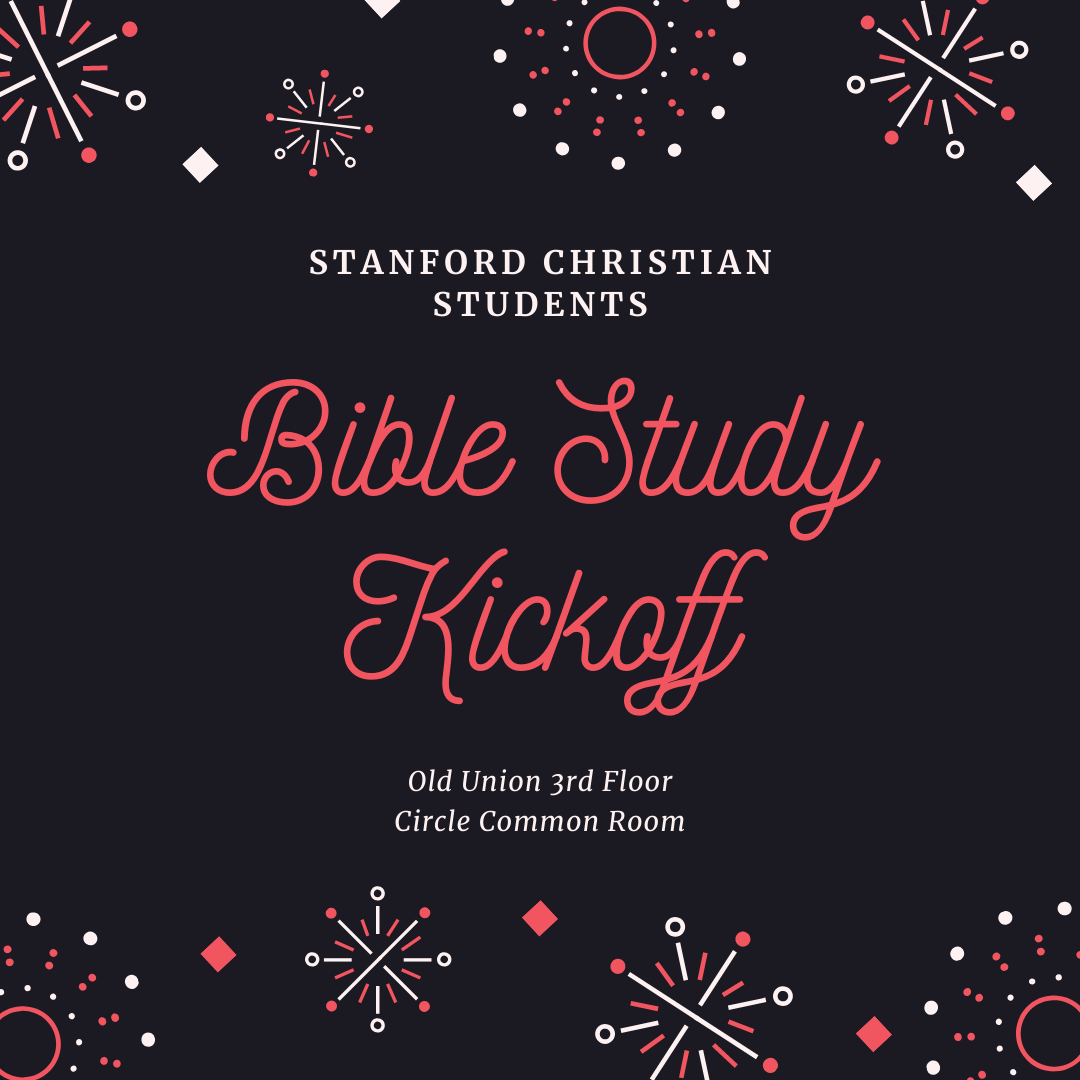 STANFORD CHRISTIAN
STUDENTS
Bible Study
Kickoff
Old Union 3rd Floor
Circle Common Room